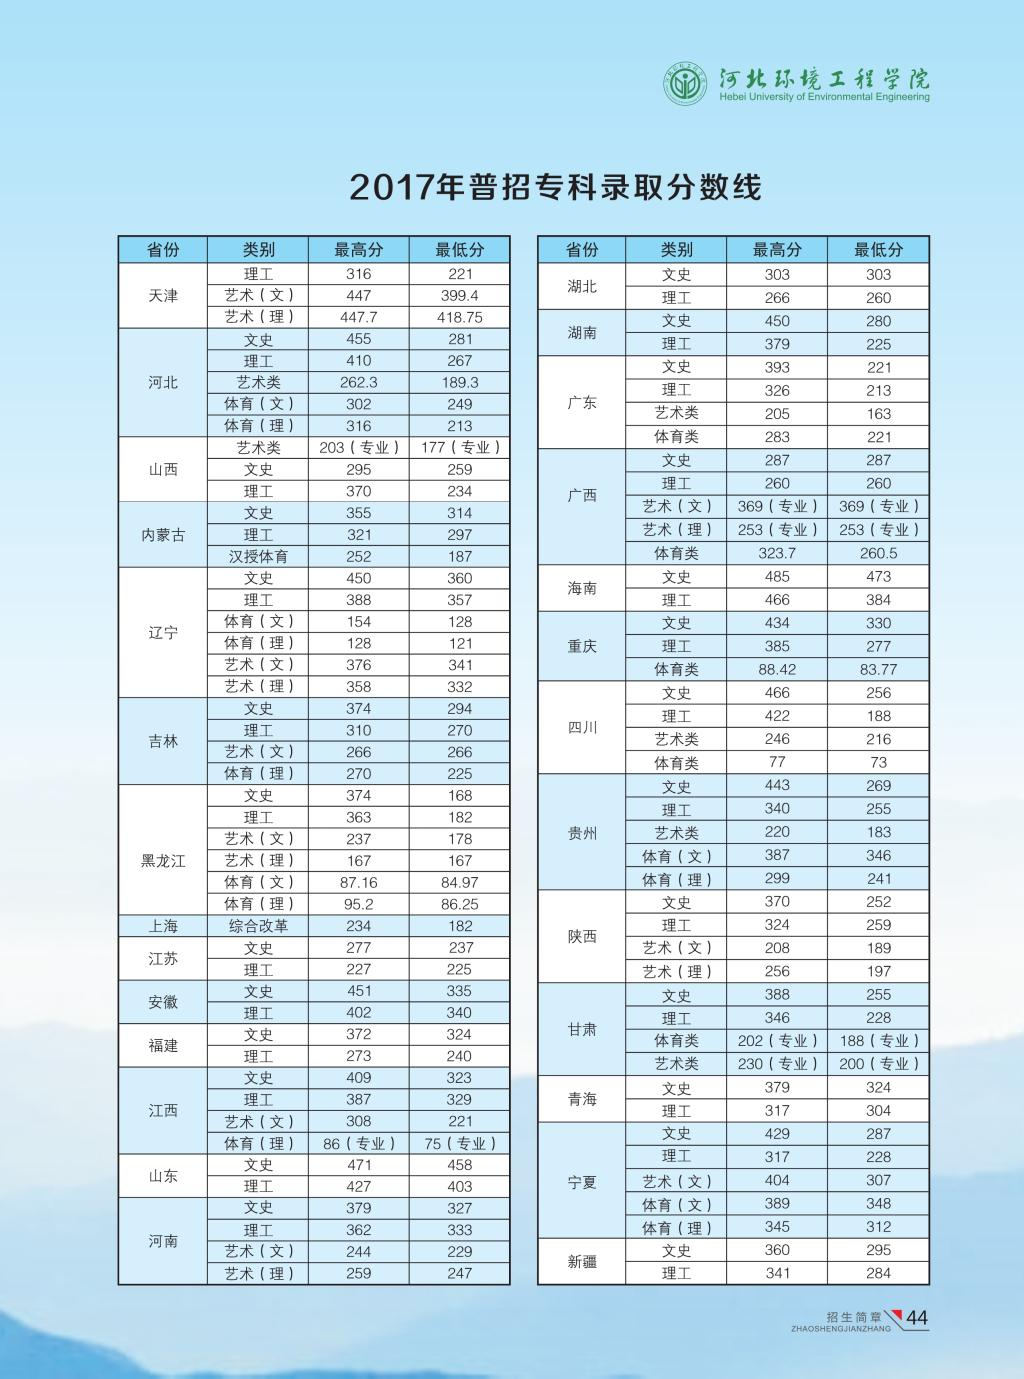 河北环境工程学院
Hebei University of Environmental Engineering
2017年普招专科录取分数线
省份 类别 最高分 最低分
天津 理工 316 221
艺术（文） 447 399.4
艺术（理） 447.7 418.75
河北 文史 455 281
理工 410 267
艺术类 262.3 189.3
体育（文） 302 249
体育（理） 316 213
山西 艺术类 203（专业） 177（专业）
文史 295 259
理工 370 234
内蒙古 文史 355 314
理工 321 297
汉授体育 252 187
辽宁 文史 450 360
理工 388 357
体育（文） 154 128
体育（理） 128 121
艺术（文） 376 341
艺术（理） 358 332
吉林 文史 374 294
理工 310 270
艺术（文） 266 266
体育（理） 270 225
黑龙江 文史 374 168
理工 363 182
艺术（文） 237 178
艺术（理） 167 167
体育（文） 87.16 84.97
体育（理） 95.2 86.25
上海 综合改革 234 182
江苏 文史 277 237
理工 227 225
安徽 文史 451 335
理工 402 340
福建 文史 372 324
理工 273 240
江西 文史 409 323
理工 387 329
艺术（文） 308 221
体育（理） 86（专业） 75（专业）
山东 文史 471 458
理工 427 403
河南 文史 379 327
理工 362 333
艺术（文） 244 229
艺术（理） 259 247
省份 类别 最高分 最低分
湖北 文史 303 303
理工 266 260
湖南 文史 450 280
理工 379 225
广东 文史 393 221
理工 326 213
艺术类 205 163
体育类 283 221
广西 文史 287 287
理工 260 260
艺术（文） 369（专业） 369（专业）
艺术（理） 253（专业） 253（专业）
体育类 323.7 260.5
海南 文史 485 473
理工 466 384
重庆 文史 434 330
理工 385 277
体育类 88.42 83.77
四川 文史 466 256
理工 422 188
艺术类 246 216
体育类 77 73
贵州 文史 443 269
理工 340 255
艺术类 220 183
体育（文） 387 346
体育（理） 299 241
陕西 文史 370 252
理工 324 259
艺术（文） 208 189
艺术（理） 256 197
甘肃 文史 388 255
理工 346 228
体育类 202（专业） 188（专业）
艺术类 230（专业） 200（专业）
青海 文史 379 324
理工 317 304
宁夏 文史 429 287
理工 317 228
艺术（文） 404 307
体育（文） 389 348
体育（理） 345 312
新疆 文史 360 295
理工 341 284
招生简章 44
ZHAOSHENGJIANZHANG